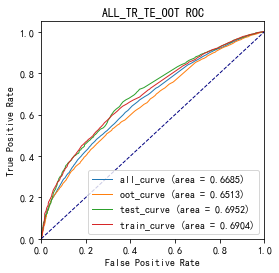 ALL_TR_TE_OOT ROC
True Positive Rate
1.0
0.8
0.6
0.4
0.2
0.0
all_curve (area = 0.6685)
oot_curve (area = 0.6513)
test_curve (area = 0.6952)
train_curve (area = 0.6904)
0.0 0.2 0.4 0.6 0.8 1.0
False Positive Rate